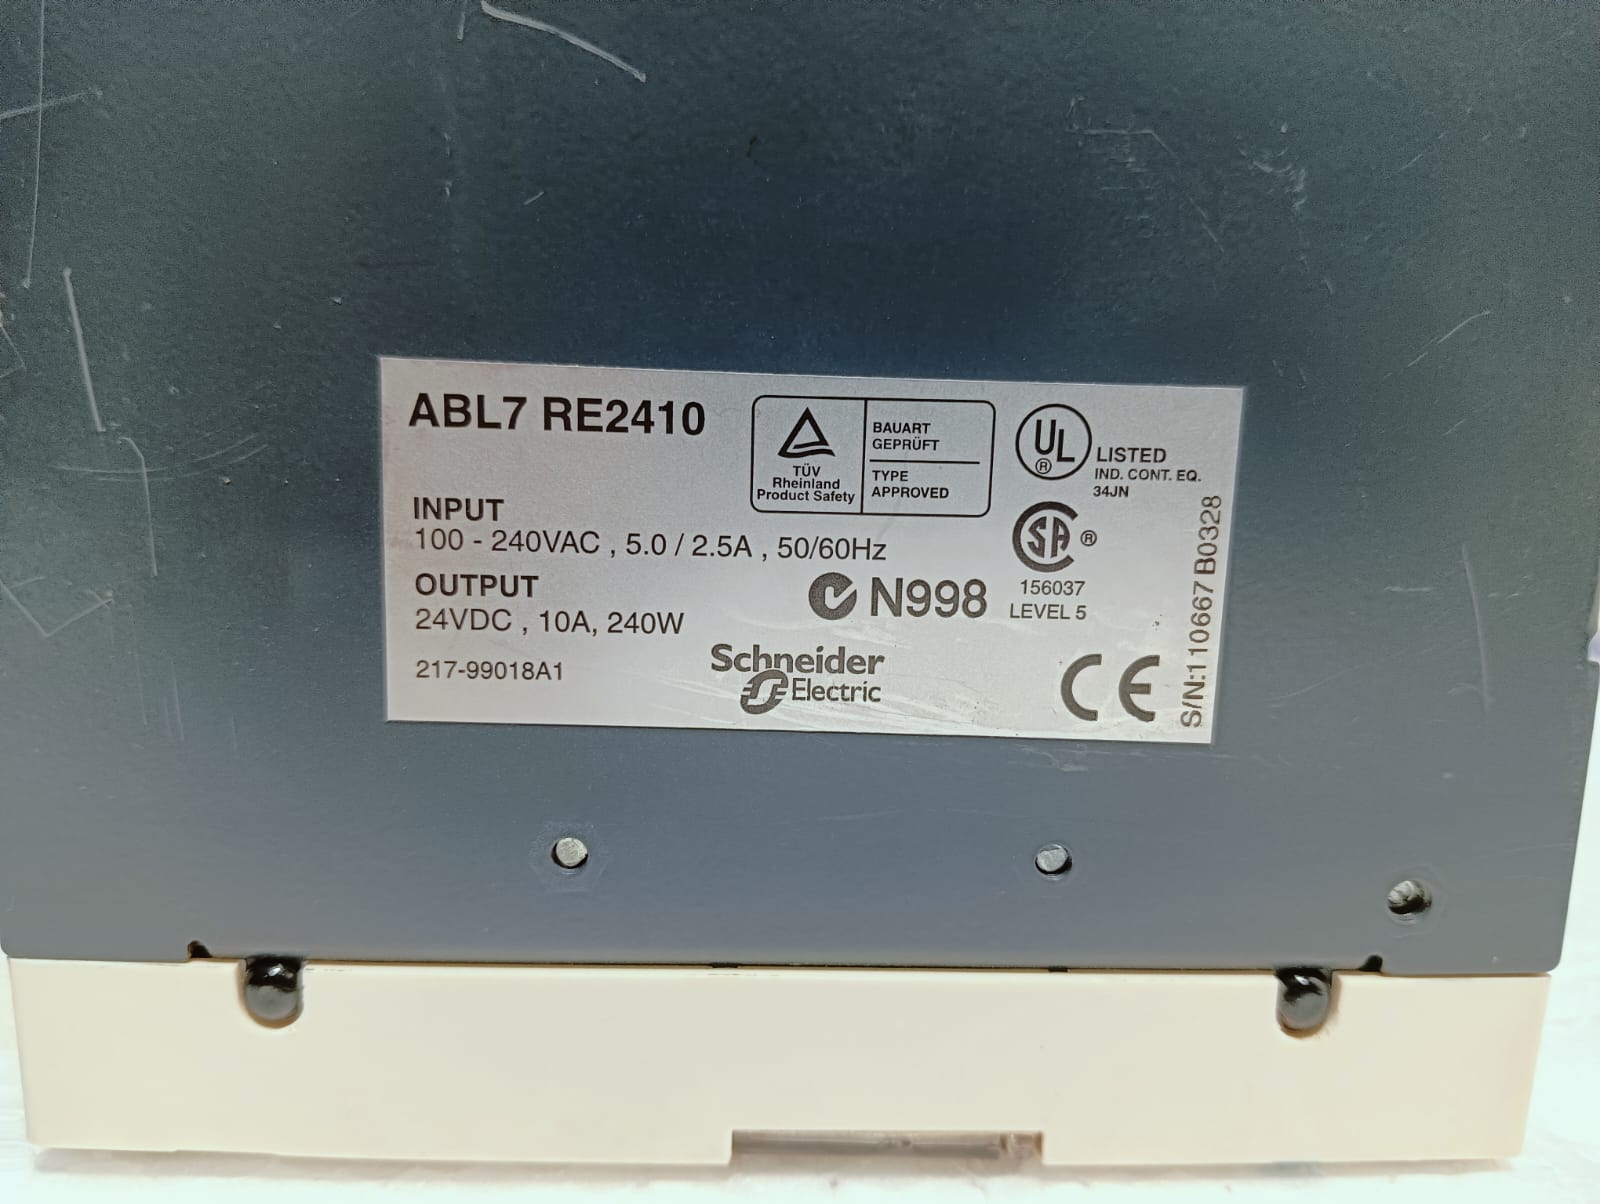 ABL7 RE2410
TÜV
Rheinland
Product Safety
BAUART
GEPRÜFT
TYPE
APPROVED
UL
®
LISTED
IND. CONT. EQ.
34JN
INPUT
100 - 240VAC , 5.0 / 2.5A , 50/60Hz
SA ®
OUTPUT
24VDC , 10A, 240W
N998
156037
LEVEL 5
217-99018A1
Schneider
Electric
CE
S/N:110667B0328